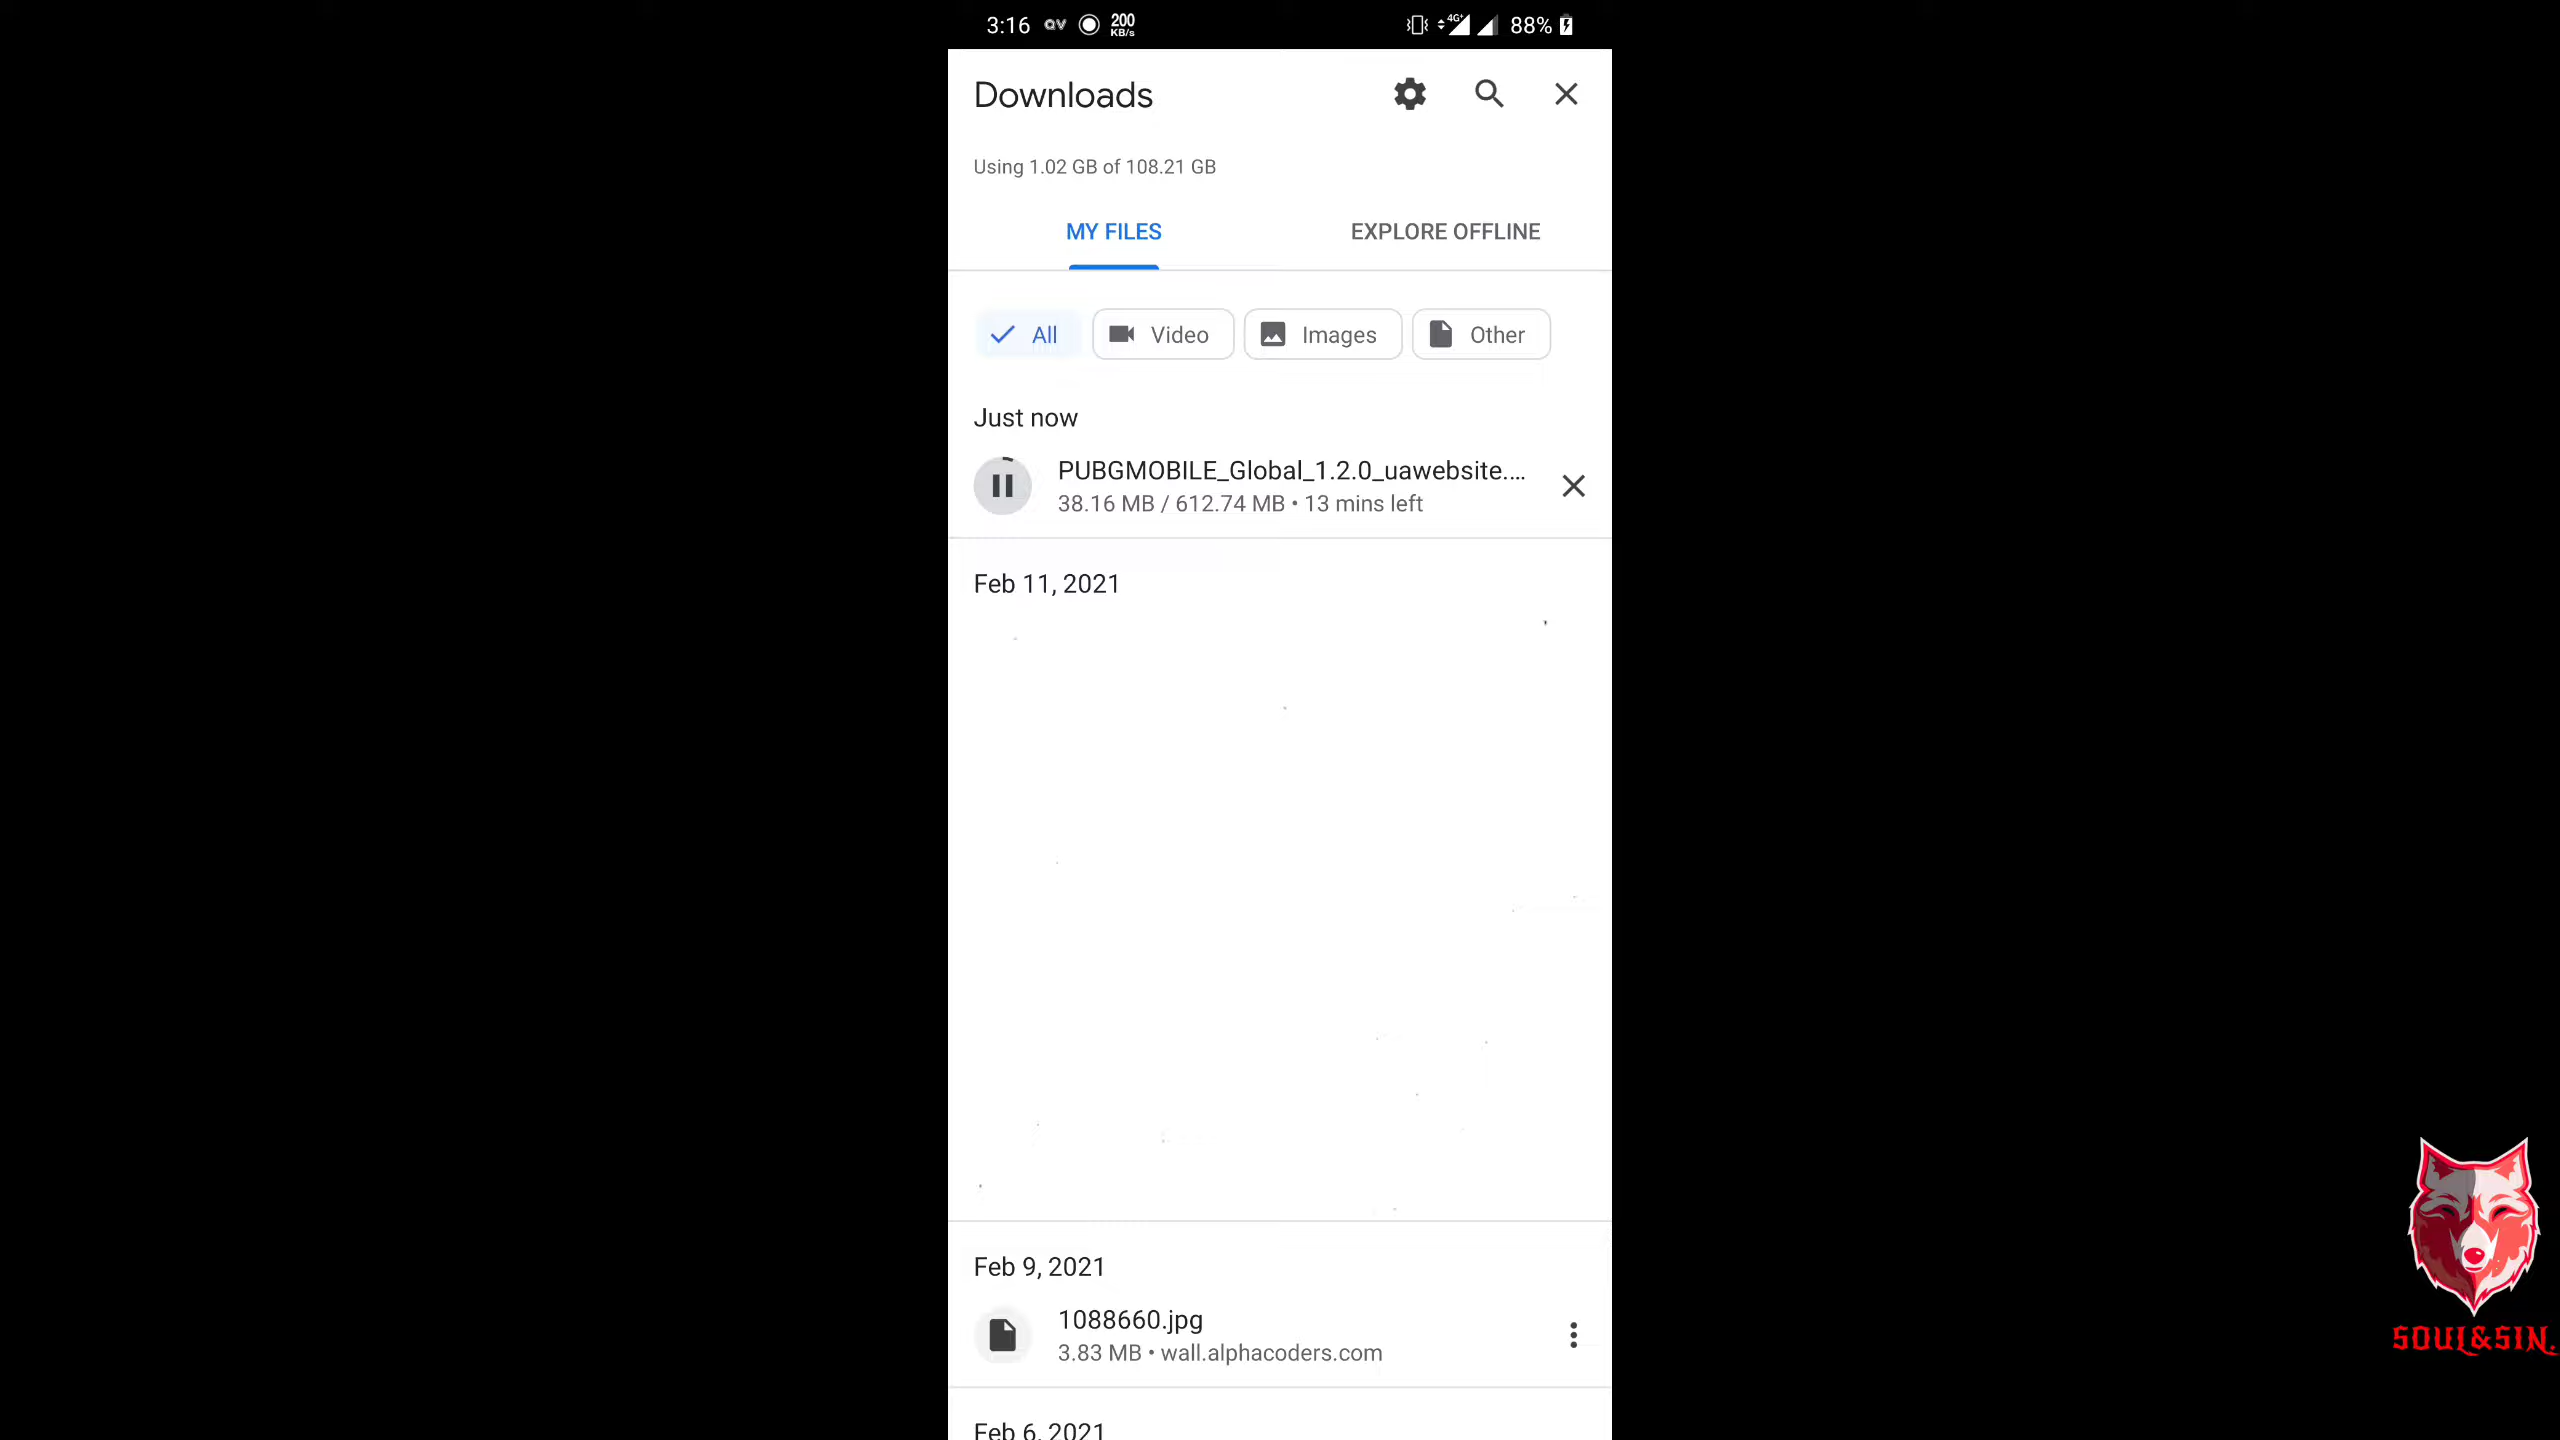 3:16 QV 200 KB/s 4G+ 88%
Downloads
Using 1.02 GB of 108.21 GB
MY FILES EXPLORE OFFLINE
All Video Images Other
Just now
PUBGMOBILE_Global_1.2.0_uawebsite....
38.16 MB / 612.74 MB • 13 mins left
Feb 11, 2021
Feb 9, 2021
1088660.jpg
3.83 MB • wall.alphacoders.com
Feb 6, 2021
SOUL&SIN.